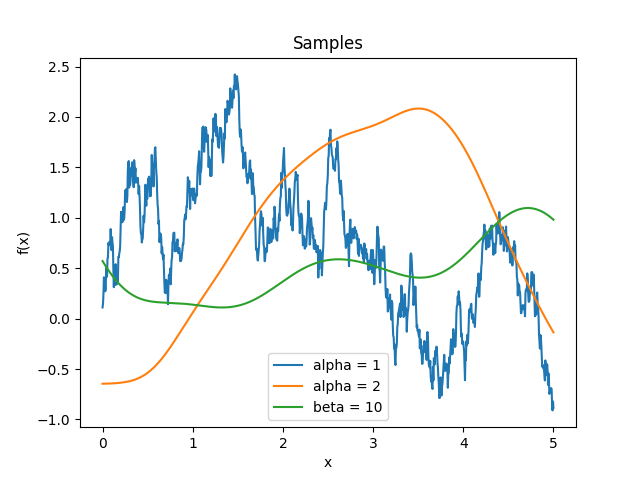 Samples
f(x)
2.5
2.0
1.5
1.0
0.5
0.0
−0.5
−1.0
alpha = 1
alpha = 2
beta = 10
0 1 2 3 4 5
x